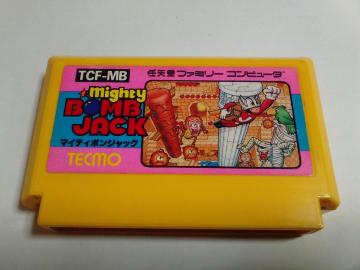 TCF-MB
任天堂 ファミリー コンピュータ
mighty
BOMB
JACK
マイティボンジャック
TECMO